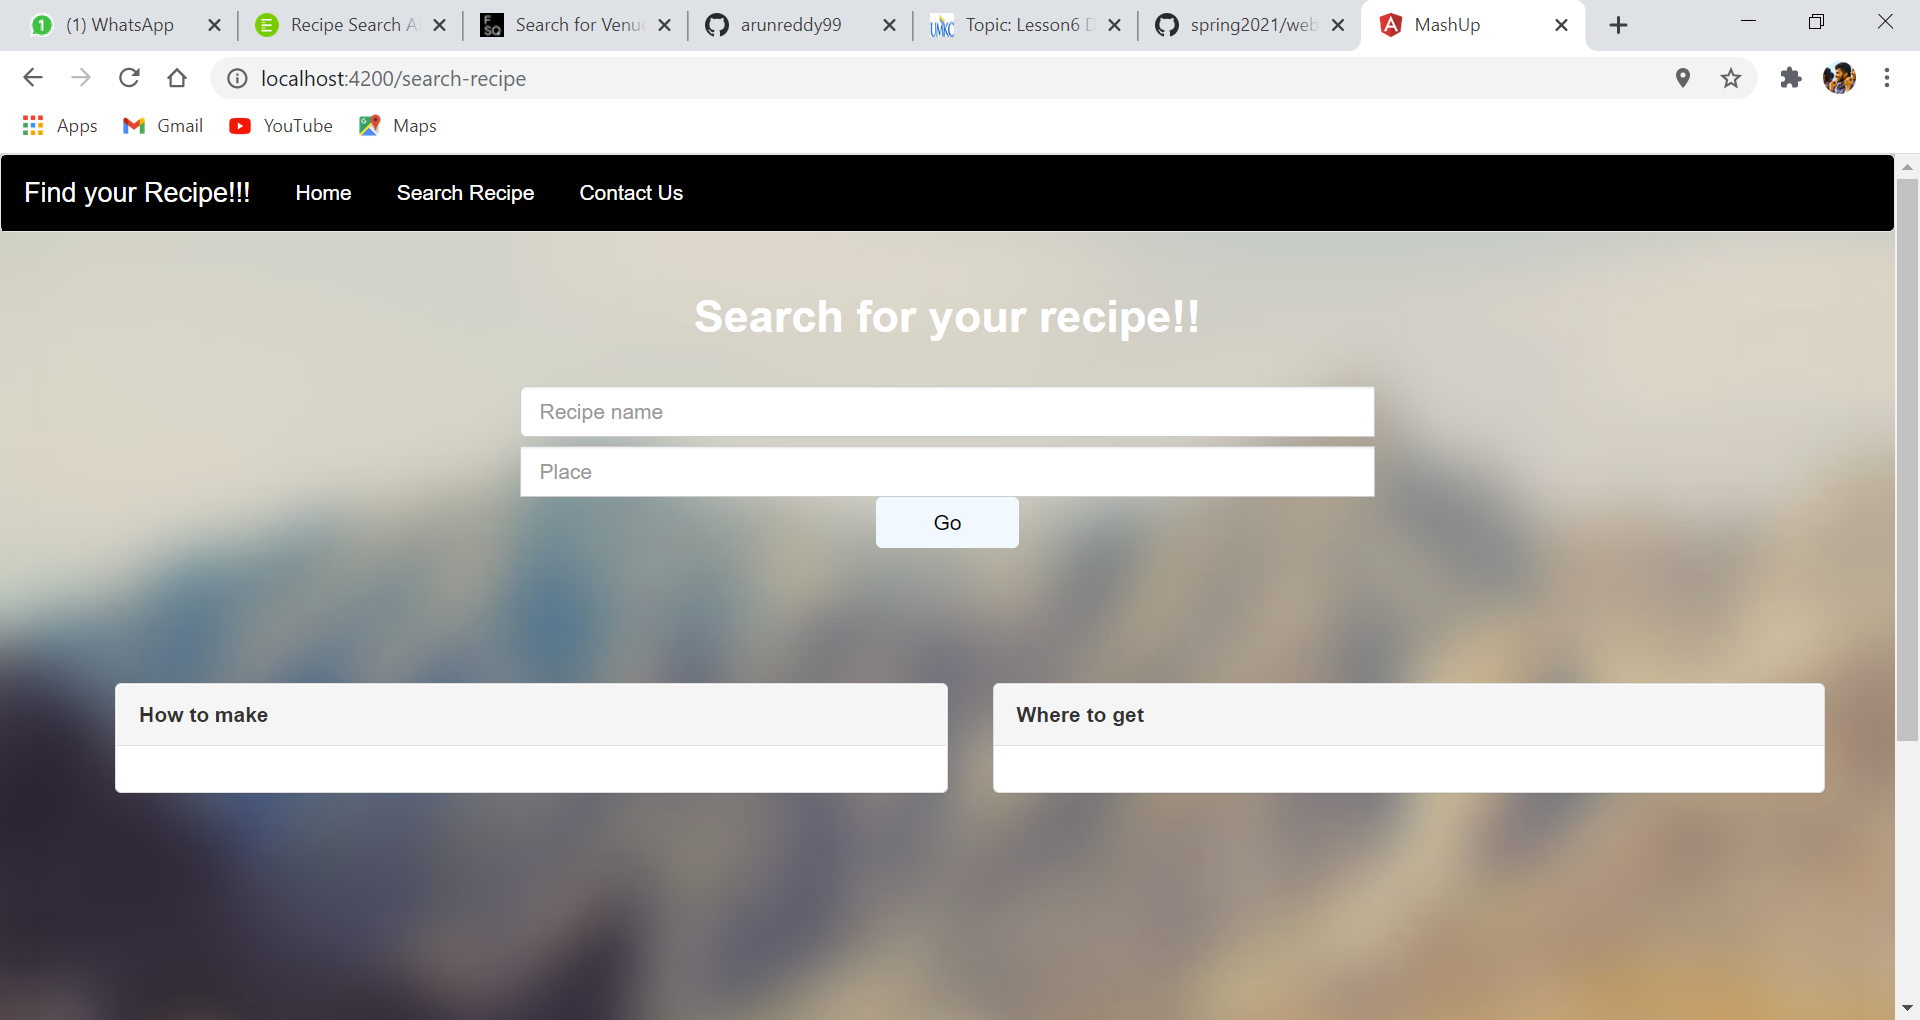 (1) WhatsApp
Recipe Search A
Search for Venue
arunreddy99
Topic: Lesson6 D
spring2021/web
MashUp
localhost:4200/search-recipe
Apps
Gmail
YouTube
Maps
Find your Recipe!!!
Home
Search Recipe
Contact Us
Search for your recipe!!
Recipe name
Place
Go
How to make
Where to get